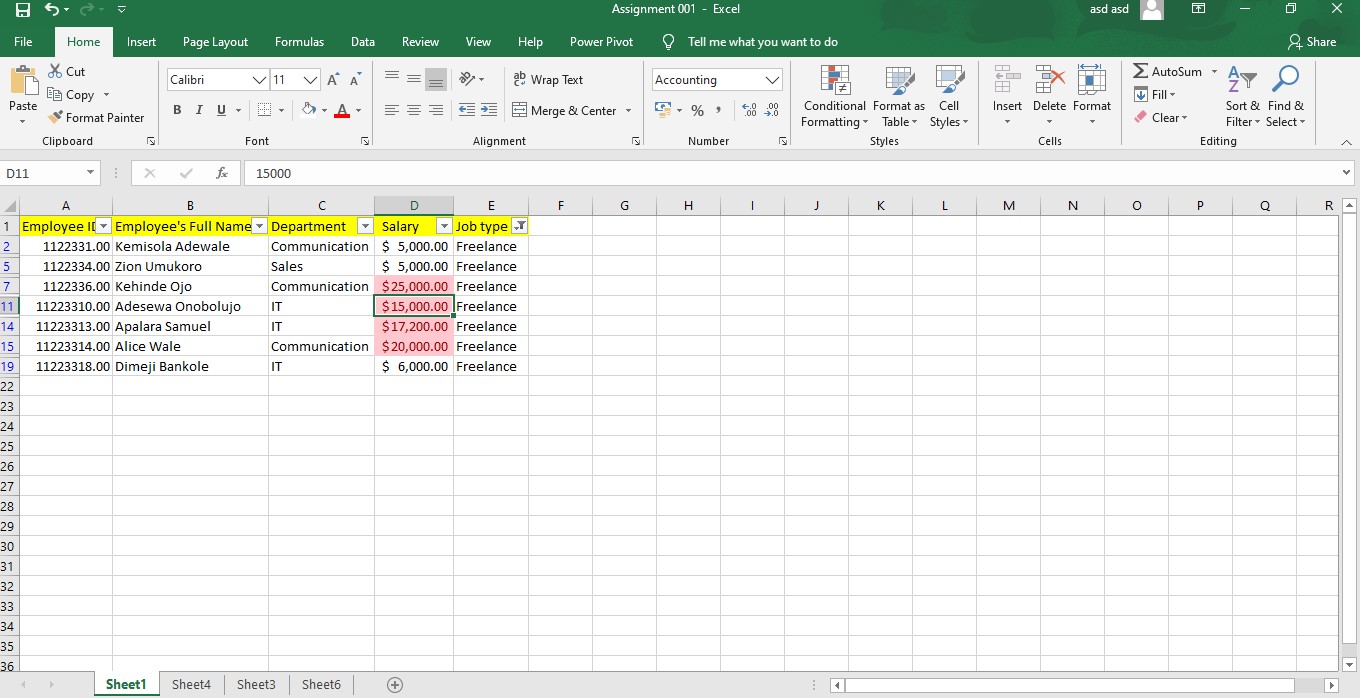 Assignment 001 - Excel asd asd
File Home Insert Page Layout Formulas Data Review View Help Power Pivot Tell me what you want to do Share
Paste Cut Copy Format Painter Clipboard
Calibri 11 A A B I U A Font
ab Wrap Text Merge & Center Alignment
Accounting % , .00 .00 Number
Conditional Formatting Format as Table Cell Styles Styles
Insert Delete Format Cells
AutoSum Fill Clear Sort & Filter Find & Select Editing
D11 fx 15000
A B C D E F G H I J K L M N O P Q R
1 Employee ID Employee's Full Name Department Salary Job type
2 1122331.00 Kemisola Adewale Communication $ 5,000.00 Freelance
5 1122334.00 Zion Umukoro Sales $ 5,000.00 Freelance
7 1122336.00 Kehinde Ojo Communication $25,000.00 Freelance
11 11223310.00 Adesewa Onobolujo IT $15,000.00 Freelance
14 11223313.00 Apalara Samuel IT $17,200.00 Freelance
15 11223314.00 Alice Wale Communication $20,000.00 Freelance
19 11223318.00 Dimeji Bankole IT $ 6,000.00 Freelance
22
23
24
25
26
27
28
29
30
31
32
33
34
35
36
Sheet1 Sheet4 Sheet3 Sheet6